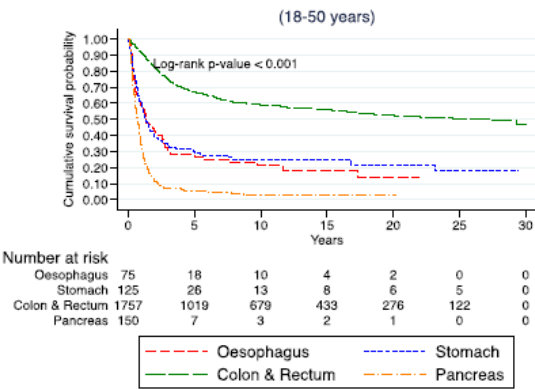 (18-50 years)
Cumulative survival probability
1.00
0.90
0.80
0.70
0.60
0.50
0.40
0.30
0.20
0.10
0.00
Log-rank p-value < 0.001
0 5 10 15 20 25 30
Years
Number at risk
Oesophagus 75 18 10 4 2 0 0
Stomach 125 26 13 8 6 5 0
Colon & Rectum 1757 1019 679 433 276 122 0
Pancreas 150 7 3 2 1 0 0
Oesophagus Stomach
Colon & Rectum Pancreas